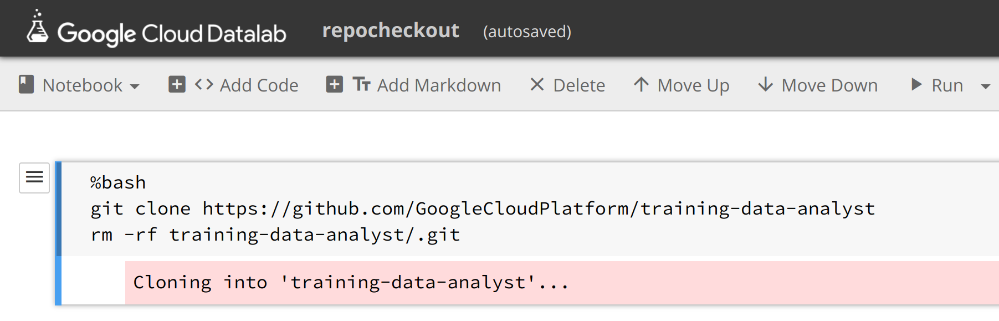 Google Cloud Datalab repocheckout (autosaved)
Notebook <> Add Code Tт Add Markdown Delete Move Up Move Down Run
%bash
git clone https://github.com/GoogleCloudPlatform/training-data-analyst
rm -rf training-data-analyst/.git
Cloning into 'training-data-analyst'...